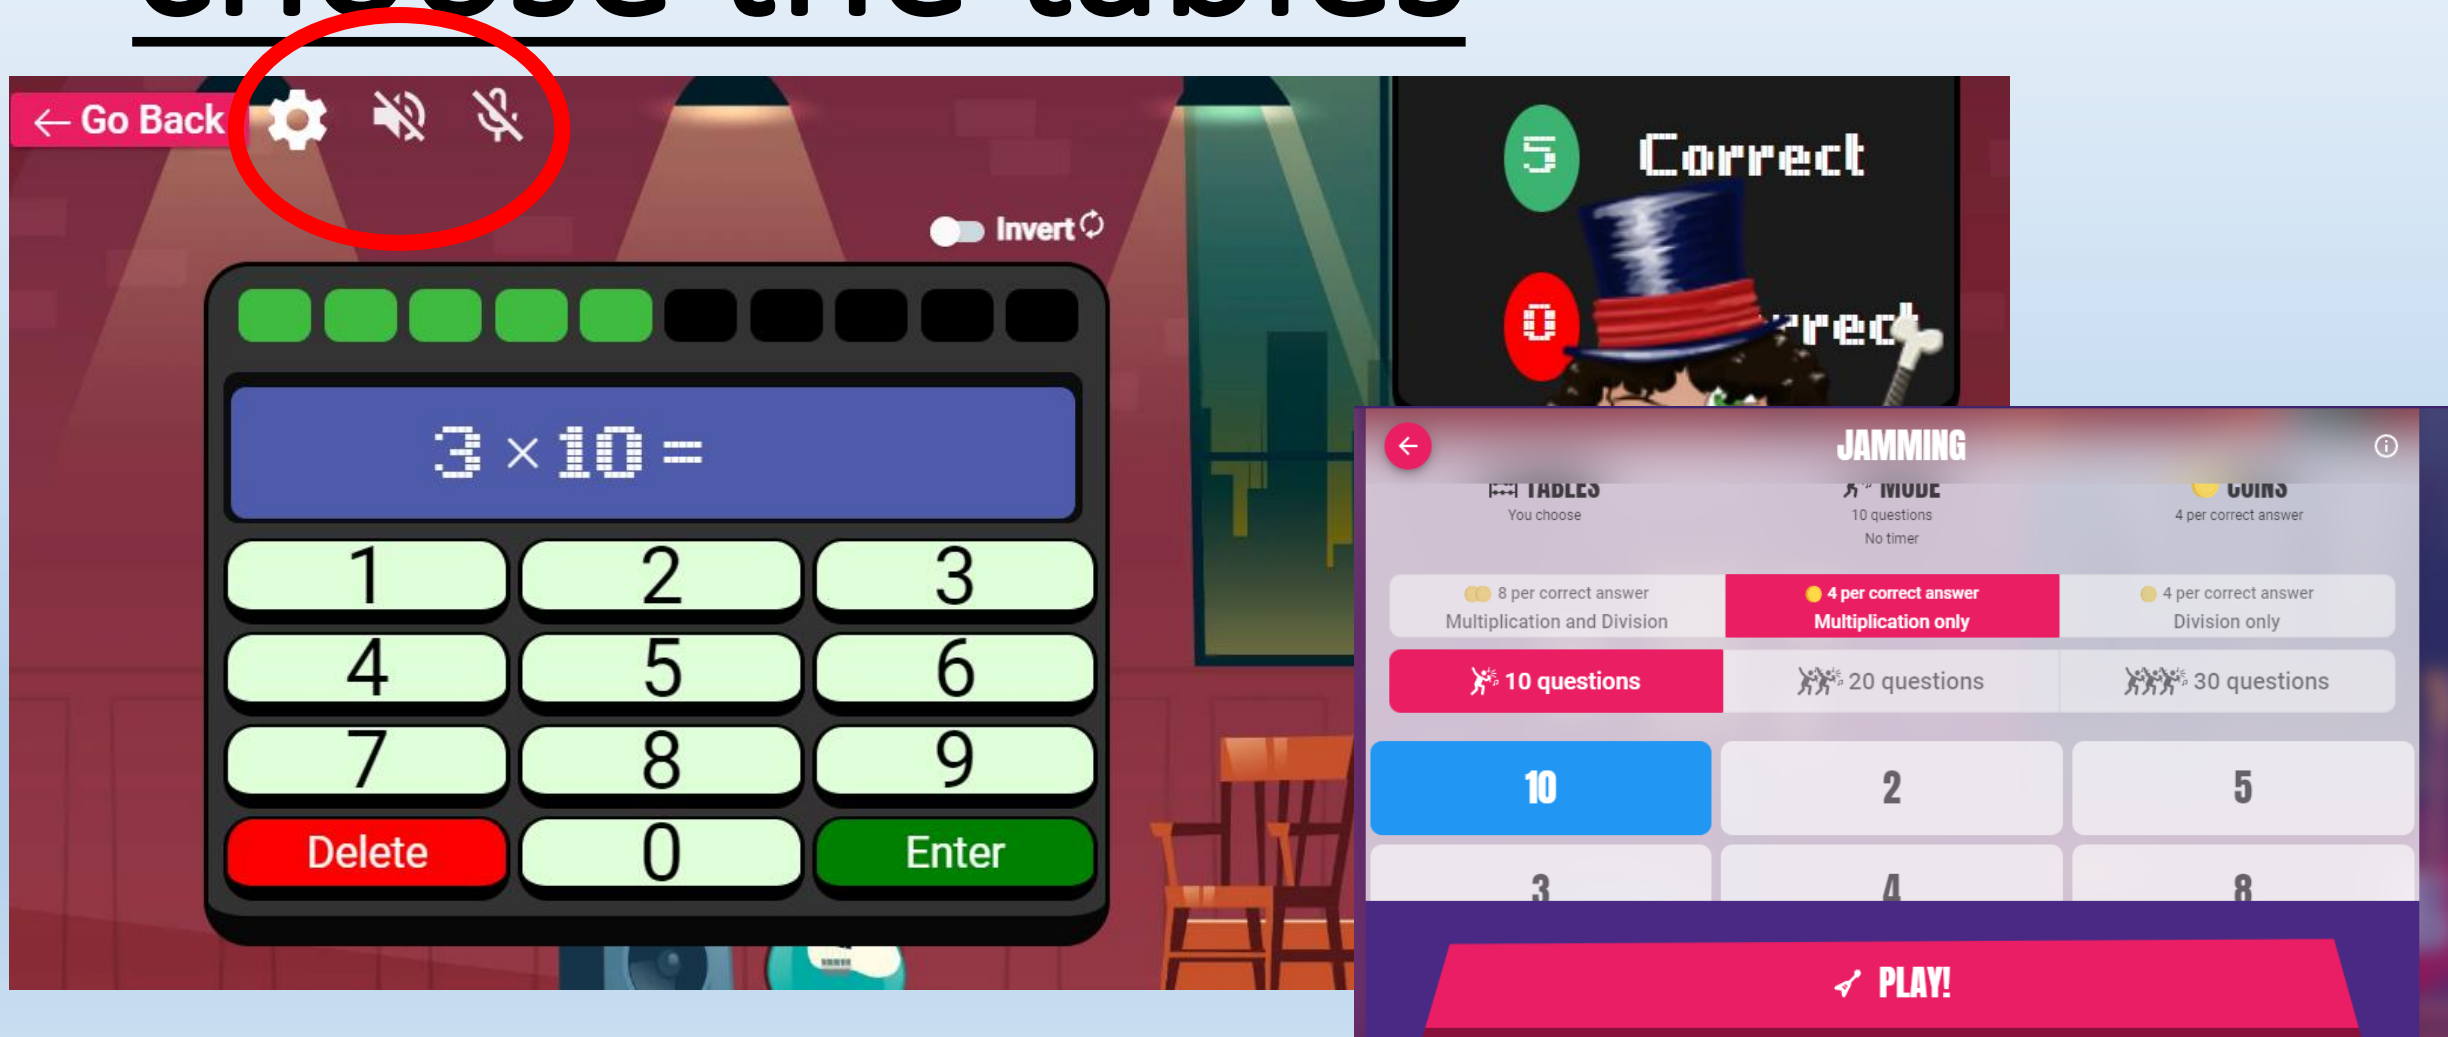 choose the tables
← Go Back
5 Correct
Invert
0
3 × 10 =
1 2 3
4 5 6
7 8 9
Delete 0 Enter
JAMMING
TABLES MODE COINS
You choose 10 questions 4 per correct answer
No timer
8 per correct answer 4 per correct answer 4 per correct answer
Multiplication and Division Multiplication only Division only
10 questions 20 questions 30 questions
10 2 5
3 4 8
PLAY!